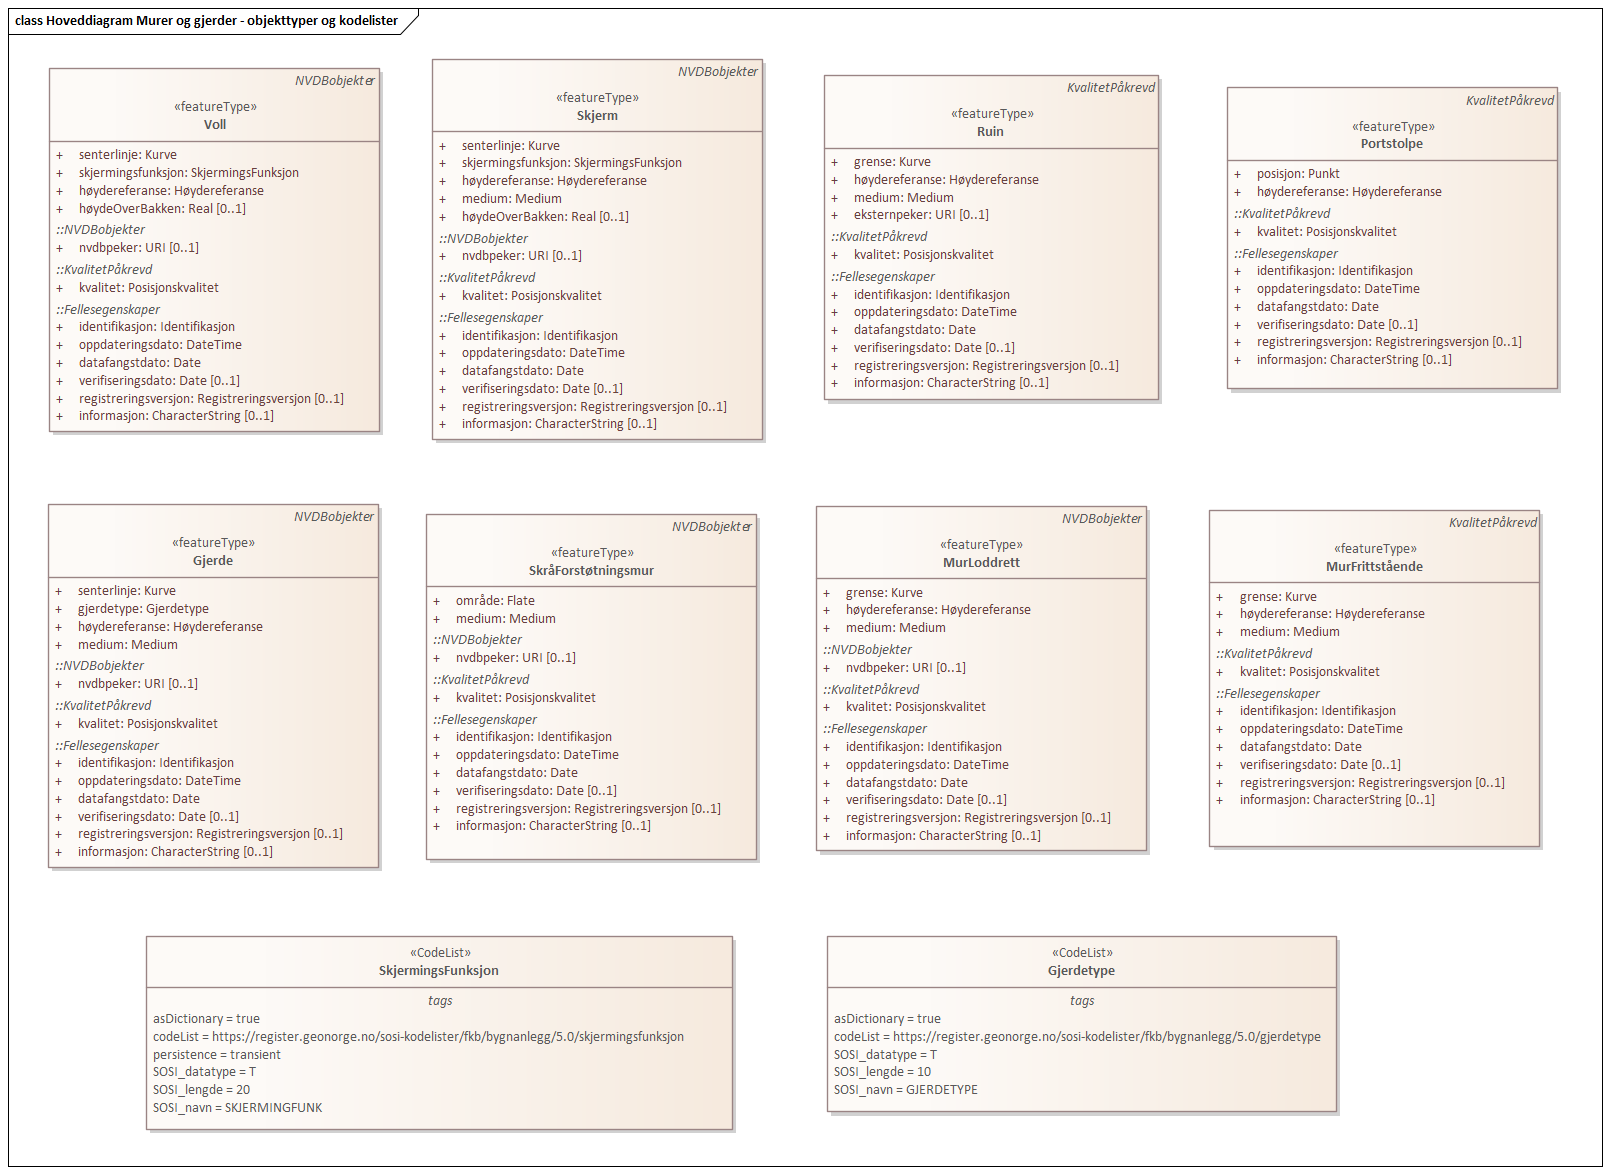 class Hoveddiagram Murer og gjerder - objekttyper og kodelister
NVDBobjekter
«featureType»
Voll
+ senterlinje: Kurve
+ skjermingsfunksjon: SkjermingsFunksjon
+ høydereferanse: Høydereferanse
+ høydeOverBakken: Real [0..1]
::NVDBobjekter
+ nvdbpeker: URI [0..1]
::KvalitetPåkrevd
+ kvalitet: Posisjonskvalitet
::Fellesegenskaper
+ identifikasjon: Identifikasjon
+ oppdateringsdato: DateTime
+ datafangstdato: Date
+ verifiseringsdato: Date [0..1]
+ registreringsversjon: Registreringsversjon [0..1]
+ informasjon: CharacterString [0..1]
NVDBobjekter
«featureType»
Skjerm
+ senterlinje: Kurve
+ skjermingsfunksjon: SkjermingsFunksjon
+ høydereferanse: Høydereferanse
+ medium: Medium
+ høydeOverBakken: Real [0..1]
::NVDBobjekter
+ nvdbpeker: URI [0..1]
::KvalitetPåkrevd
+ kvalitet: Posisjonskvalitet
::Fellesegenskaper
+ identifikasjon: Identifikasjon
+ oppdateringsdato: DateTime
+ datafangstdato: Date
+ verifiseringsdato: Date [0..1]
+ registreringsversjon: Registreringsversjon [0..1]
+ informasjon: CharacterString [0..1]
KvalitetPåkrevd
«featureType»
Ruin
+ grense: Kurve
+ høydereferanse: Høydereferanse
+ medium: Medium
+ eksternpeker: URI [0..1]
::KvalitetPåkrevd
+ kvalitet: Posisjonskvalitet
::Fellesegenskaper
+ identifikasjon: Identifikasjon
+ oppdateringsdato: DateTime
+ datafangstdato: Date
+ verifiseringsdato: Date [0..1]
+ registreringsversjon: Registreringsversjon [0..1]
+ informasjon: CharacterString [0..1]
KvalitetPåkrevd
«featureType»
Portstolpe
+ posisjon: Punkt
+ høydereferanse: Høydereferanse
::KvalitetPåkrevd
+ kvalitet: Posisjonskvalitet
::Fellesegenskaper
+ identifikasjon: Identifikasjon
+ oppdateringsdato: DateTime
+ datafangstdato: Date
+ verifiseringsdato: Date [0..1]
+ registreringsversjon: Registreringsversjon [0..1]
+ informasjon: CharacterString [0..1]
NVDBobjekter
«featureType»
Gjerde
+ senterlinje: Kurve
+ gjerdetype: Gjerdetype
+ høydereferanse: Høydereferanse
+ medium: Medium
::NVDBobjekter
+ nvdbpeker: URI [0..1]
::KvalitetPåkrevd
+ kvalitet: Posisjonskvalitet
::Fellesegenskaper
+ identifikasjon: Identifikasjon
+ oppdateringsdato: DateTime
+ datafangstdato: Date
+ verifiseringsdato: Date [0..1]
+ registreringsversjon: Registreringsversjon [0..1]
+ informasjon: CharacterString [0..1]
NVDBobjekter
«featureType»
SkråForstøtningsmur
+ område: Flate
+ medium: Medium
::NVDBobjekter
+ nvdbpeker: URI [0..1]
::KvalitetPåkrevd
+ kvalitet: Posisjonskvalitet
::Fellesegenskaper
+ identifikasjon: Identifikasjon
+ oppdateringsdato: DateTime
+ datafangstdato: Date
+ verifiseringsdato: Date [0..1]
+ registreringsversjon: Registreringsversjon [0..1]
+ informasjon: CharacterString [0..1]
NVDBobjekter
«featureType»
MurLoddrett
+ grense: Kurve
+ høydereferanse: Høydereferanse
+ medium: Medium
::NVDBobjekter
+ nvdbpeker: URI [0..1]
::KvalitetPåkrevd
+ kvalitet: Posisjonskvalitet
::Fellesegenskaper
+ identifikasjon: Identifikasjon
+ oppdateringsdato: DateTime
+ datafangstdato: Date
+ verifiseringsdato: Date [0..1]
+ registreringsversjon: Registreringsversjon [0..1]
+ informasjon: CharacterString [0..1]
KvalitetPåkrevd
«featureType»
MurFrittstående
+ grense: Kurve
+ høydereferanse: Høydereferanse
+ medium: Medium
::KvalitetPåkrevd
+ kvalitet: Posisjonskvalitet
::Fellesegenskaper
+ identifikasjon: Identifikasjon
+ oppdateringsdato: DateTime
+ datafangstdato: Date
+ verifiseringsdato: Date [0..1]
+ registreringsversjon: Registreringsversjon [0..1]
+ informasjon: CharacterString [0..1]
«CodeList»
SkjermingsFunksjon
tags
asDictionary = true
codeList = https://register.geonorge.no/sosi-kodelister/fkb/bygnanlegg/5.0/skjermingsfunksjon
persistence = transient
SOSI_datatype = T
SOSI_lengde = 20
SOSI_navn = SKJERMINGFUNK
«CodeList»
Gjerdetype
tags
asDictionary = true
codeList = https://register.geonorge.no/sosi-kodelister/fkb/bygnanlegg/5.0/gjerdetype
SOSI_datatype = T
SOSI_lengde = 10
SOSI_navn = GJERDETYPE